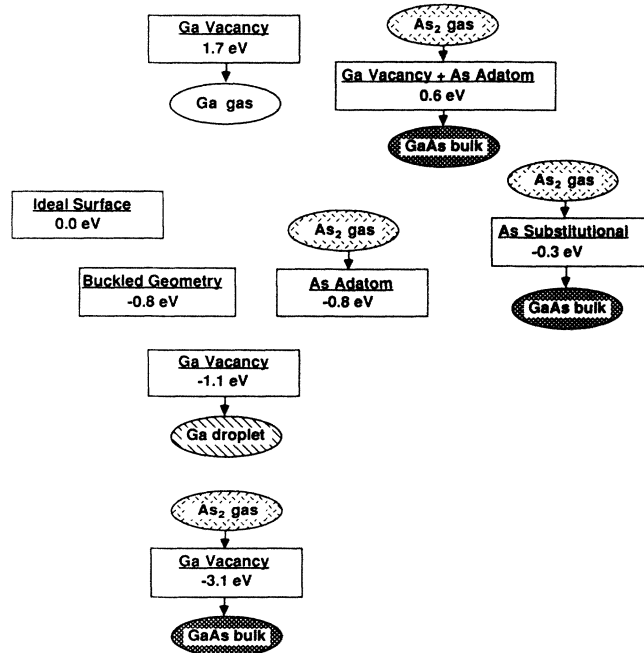 Ga Vacancy
1.7 eV
Ga gas
As₂ gas
Ga Vacancy + As Adatom
0.6 eV
GaAs bulk
Ideal Surface
0.0 eV
As₂ gas
As Substitutional
-0.3 eV
GaAs bulk
Buckled Geometry
-0.8 eV
As₂ gas
As Adatom
-0.8 eV
Ga Vacancy
-1.1 eV
Ga droplet
As₂ gas
Ga Vacancy
-3.1 eV
GaAs bulk